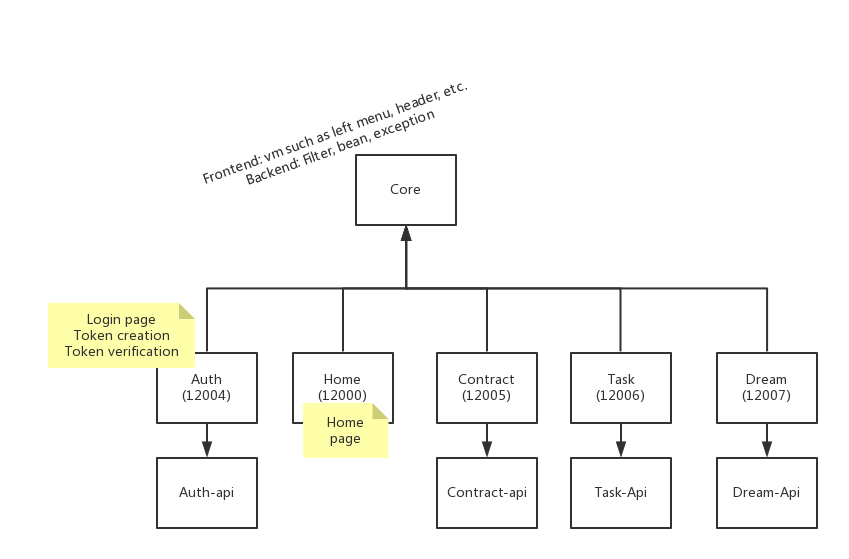 Frontend: vm such as left menu, header, etc.
Backend: Filter, bean, exception
Core
Login page
Token creation
Token verification
Auth
(12004)
Home
(12000)
Contract
(12005)
Task
(12006)
Dream
(12007)
Home
page
Auth-api
Contract-api
Task-Api
Dream-Api